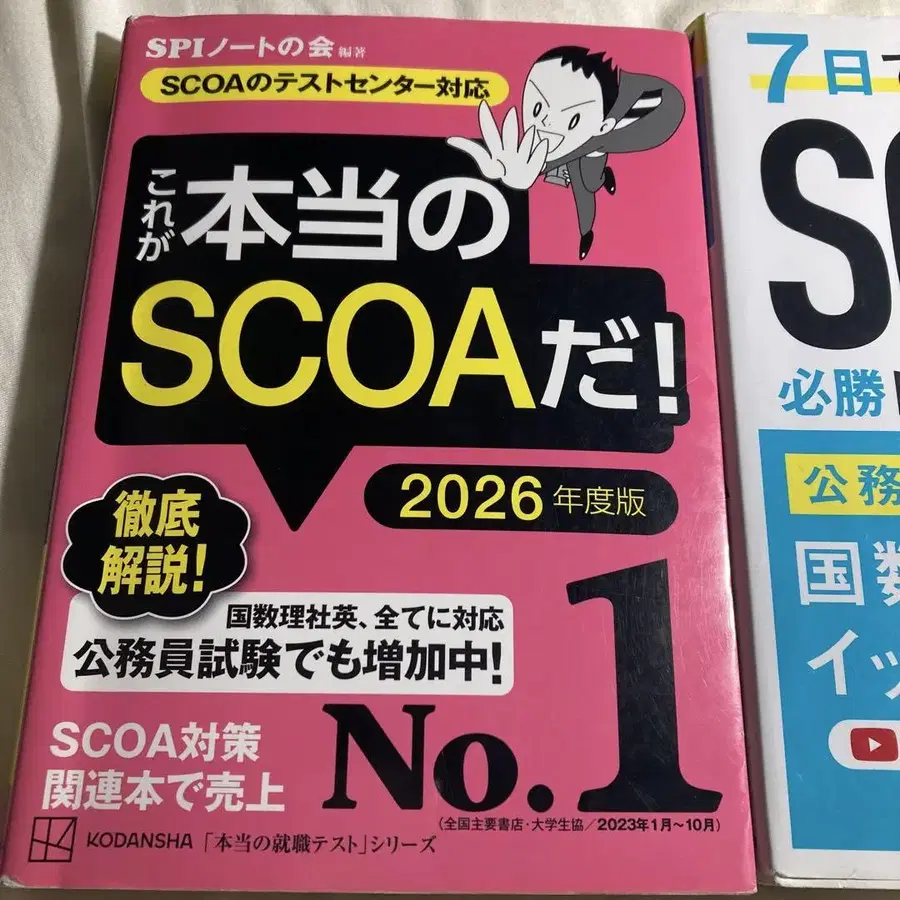 SPIノートの会 編著
SCOAのテストセンター対応
これが
本当の
SCOAだ!
2026年度版
徹底
解説!
国数理社英、全てに対応
公務員試験でも増加中!
SCOA対策
関連本で売上
No.1
(全国主要書店・大学生協/2023年1月~10月)
KODANSHA 「本当の就職テスト」シリーズ
7日で
SC
必勝
公務
国数
イッ